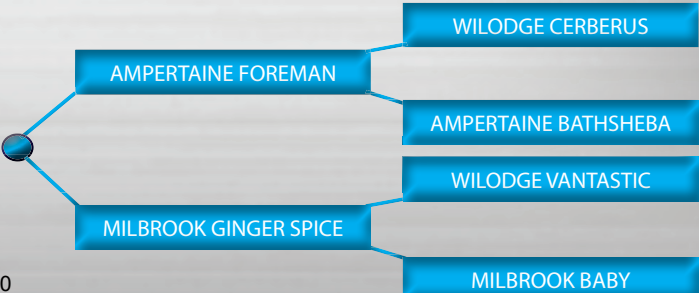 WILODGE CERBERUS
AMPERTAINE FOREMAN
AMPERTAINE BATHSHEBA
WILODGE VANTASTIC
MILBROOK GINGER SPICE
MILBROOK BABY
0